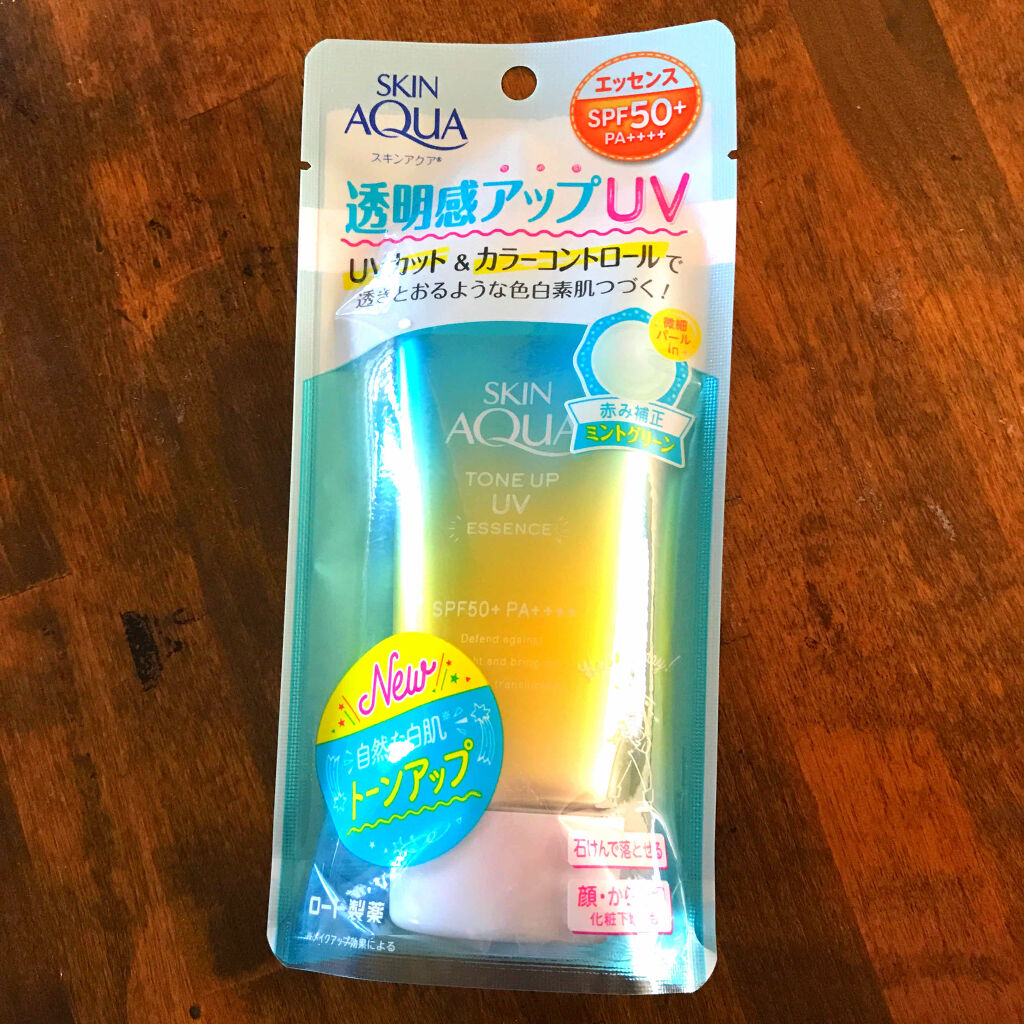 SKIN
AQUA
スキンアクア®
エッセンス
SPF50+
PA++++
透明感アップUV
UVカット & カラーコントロールで
透きとおるような色白素肌つづく!
微細
パール
in
赤み補正
ミントグリーン
SKIN
AQUA
TONE UP
UV
ESSENCE
SPF50+ PA++++
Defend against
and
New
自然な白肌
トーンアップ
石けんで落とせる
顔・から
化粧下
ロート製薬
※メイクアップ効果による